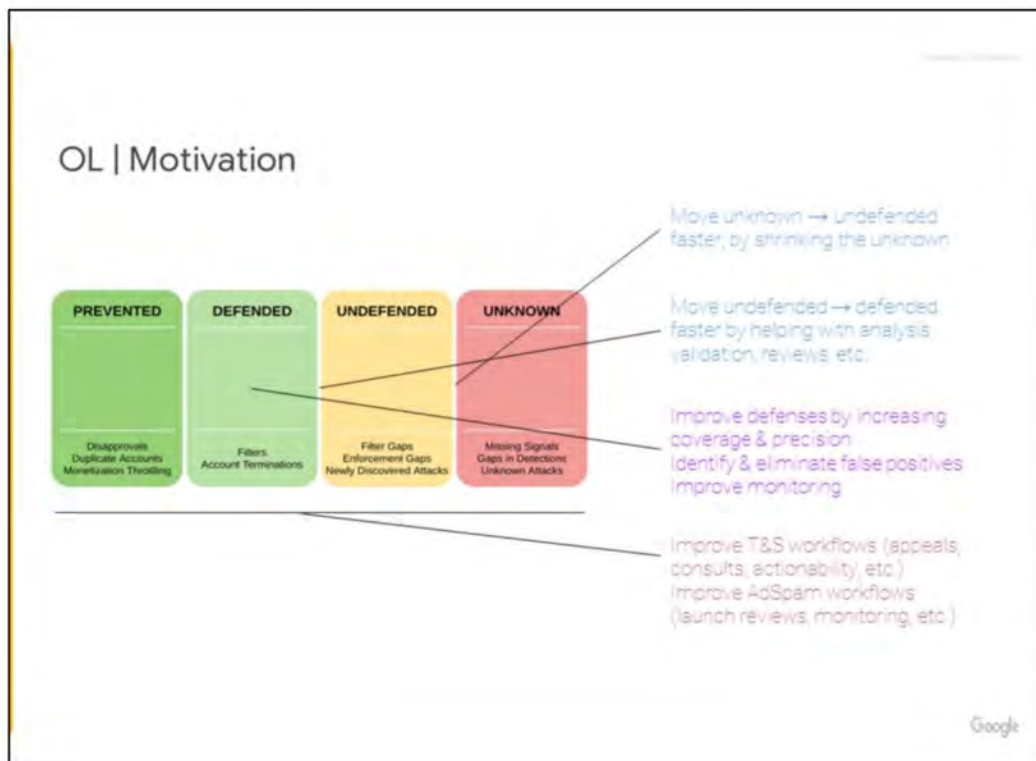 OL | Motivation
Move unknown → undefended
faster, by shrinking the unknown
PREVENTED
Disapprovals
Duplicate Accounts
Monetization Throttling
DEFENDED
Filters
Account Terminations
UNDEFENDED
Filter Gaps
Enforcement Gaps
Newly Discovered Attacks
UNKNOWN
Missing Signals
Gaps in Detections
Unknown Attacks
Move undefended → defended
faster by helping with analysis,
validation, reviews, etc.
Improve defenses by increasing
coverage & precision
Identify & eliminate false positives
Improve monitoring
Improve T&S workflows (appeals,
consults, actionability, etc.)
Improve AdSpam workflows
(launch reviews, monitoring, etc.)
Google